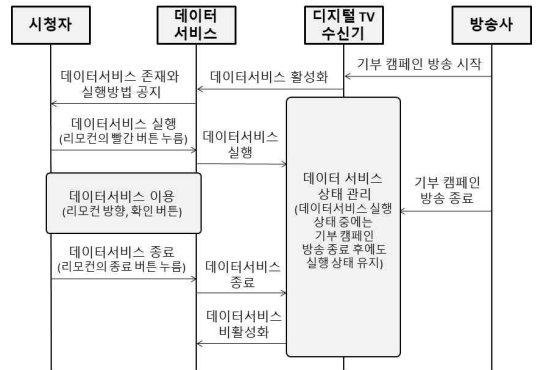 시청자
데이터
서비스
디지털 TV
수신기
방송사
기부 캠페인 방송 시작
데이터서비스 존재와
실행방법 공지
데이터서비스 활성화
데이터서비스 실행
(리모컨의 빨간 버튼 누름)
데이터서비스
실행
데이터서비스 이용
(리모컨 방향, 확인 버튼)
데이터 서비스
상태 관리
(데이터서비스 실행
상태 중에는
기부 캠페인
방송 종료 후에도
실행 상태 유지)
기부 캠페인
방송 종료
데이터서비스 종료
(리모컨의 종료 버튼 누름)
데이터서비스
종료
데이터서비스
비활성화